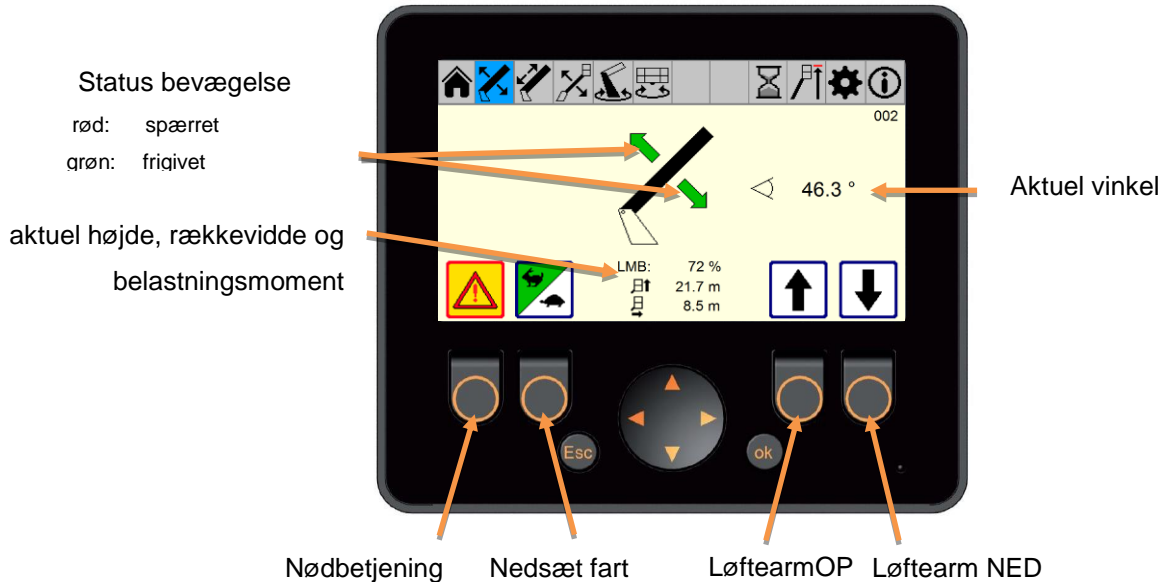 Status bevægelse
rød: spærret
grøn: frigivet
002
46.3 °
Aktuel vinkel
aktuel højde, rækkevidde og
belastningsmoment
LMB: 72 %
21.7 m
8.5 m
Esc
ok
Nødbetjening
Nedsæt fart
LøftearmOP
Løftearm NED